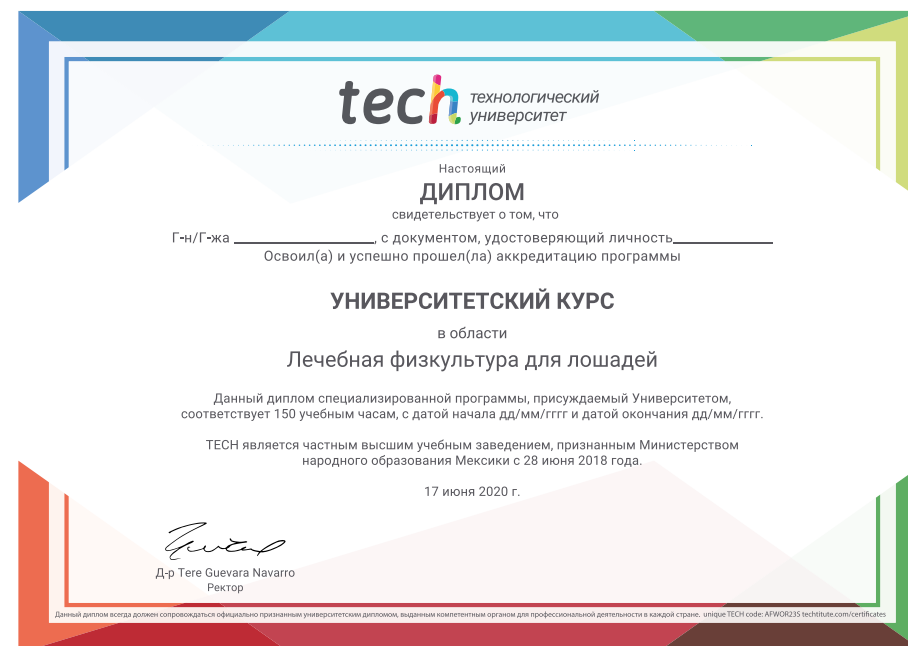 tech технологический
университет
Настоящий
ДИПЛОМ
свидетельствует о том, что
Г-н/Г-жа ____________________, с документом, удостоверяющий личность______________
Освоил(а) и успешно прошел(ла) аккредитацию программы
УНИВЕРСИТЕТСКИЙ КУРС
в области
Лечебная физкультура для лошадей
Данный диплом специализированной программы, присуждаемый Университетом,
соответствует 150 учебным часам, с датой начала дд/мм/гггг и датой окончания дд/мм/гггг.
TECH является частным высшим учебным заведением, признанным Министерством
народного образования Мексики с 28 июня 2018 года.
17 июня 2020 г.
Д-р Tere Guevara Navarro
Ректор
Данный диплом всегда должен сопровождаться официально признанным университетским дипломом, выданным компетентным органом для профессиональной деятельности в каждой стране. unique TECH code: AFWOR23S techtitute.com/certificates